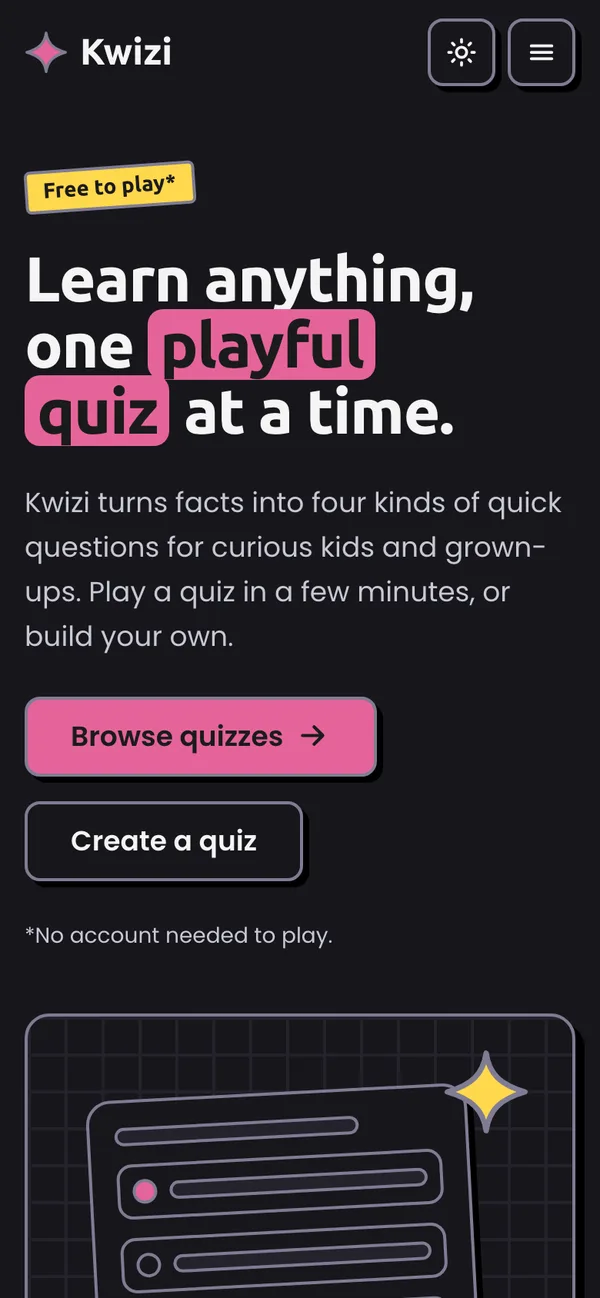 Kwizi
Free to play*
Learn anything,
one playful
quiz at a time.
Kwizi turns facts into four kinds of quick
questions for curious kids and grown-
ups. Play a quiz in a few minutes, or
build your own.
Browse quizzes →
Create a quiz
*No account needed to play.